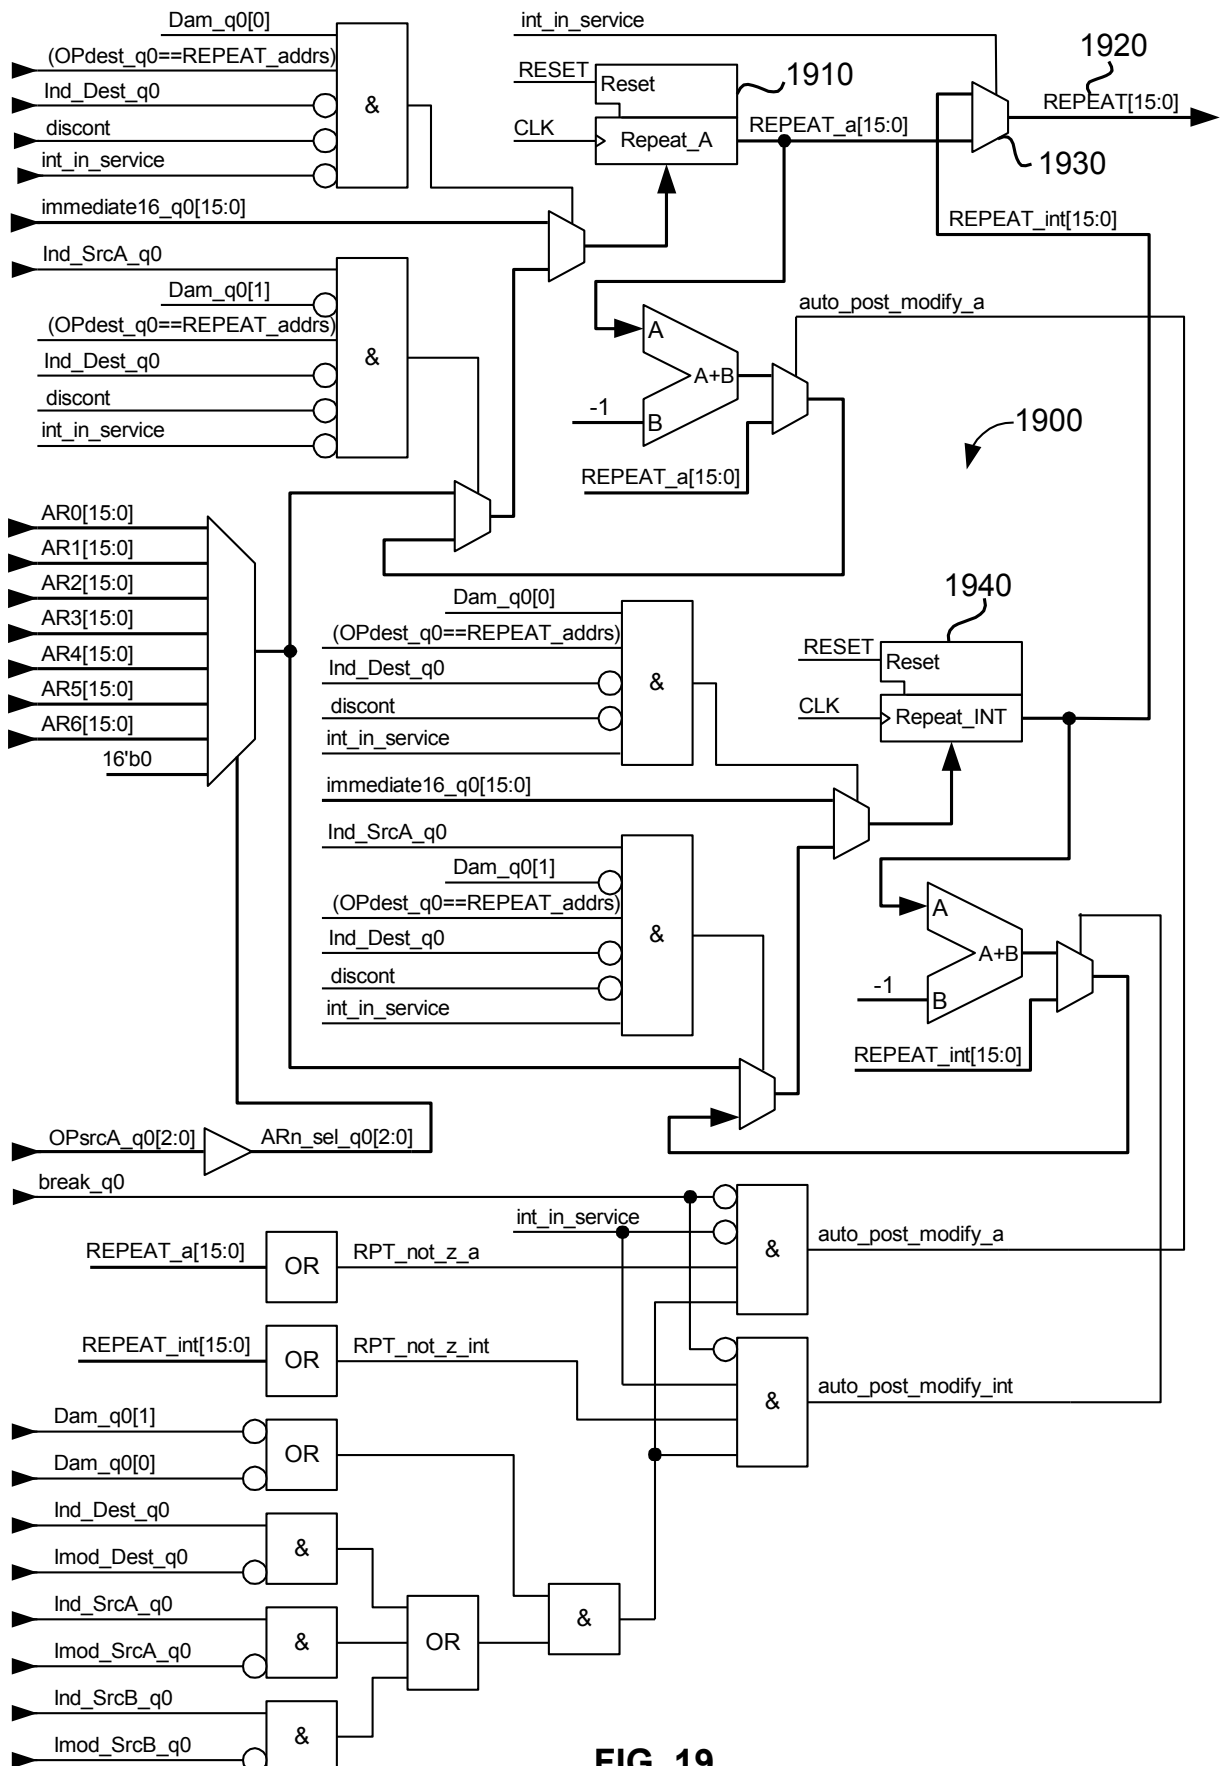 Dam_q0[0]
(OPdest_q0==REPEAT_addrs)
Ind_Dest_q0
discont
int_in_service
&
int_in_service
RESET
Reset
CLK
Repeat_A
1910
REPEAT_a[15:0]
1920
REPEAT[15:0]
1930
REPEAT_int[15:0]
immediate16_q0[15:0]
Ind_SrcA_q0
Dam_q0[1]
(OPdest_q0==REPEAT_addrs)
Ind_Dest_q0
discont
int_in_service
&
auto_post_modify_a
A
A+B
-1
B
REPEAT_a[15:0]
1900
AR0[15:0]
AR1[15:0]
AR2[15:0]
AR3[15:0]
AR4[15:0]
AR5[15:0]
AR6[15:0]
16'b0
Dam_q0[0]
(OPdest_q0==REPEAT_addrs)
Ind_Dest_q0
discont
int_in_service
&
1940
RESET
Reset
CLK
Repeat_INT
immediate16_q0[15:0]
Ind_SrcA_q0
Dam_q0[1]
(OPdest_q0==REPEAT_addrs)
Ind_Dest_q0
discont
int_in_service
&
A
A+B
-1
B
REPEAT_int[15:0]
OPsrcA_q0[2:0]
ARn_sel_q0[2:0]
break_q0
int_in_service
REPEAT_a[15:0]
OR
RPT_not_z_a
&
auto_post_modify_a
REPEAT_int[15:0]
OR
RPT_not_z_int
&
auto_post_modify_int
Dam_q0[1]
Dam_q0[0]
OR
Ind_Dest_q0
Imod_Dest_q0
&
Ind_SrcA_q0
Imod_SrcA_q0
&
OR
&
Ind_SrcB_q0
Imod_SrcB_q0
&
FIG. 19